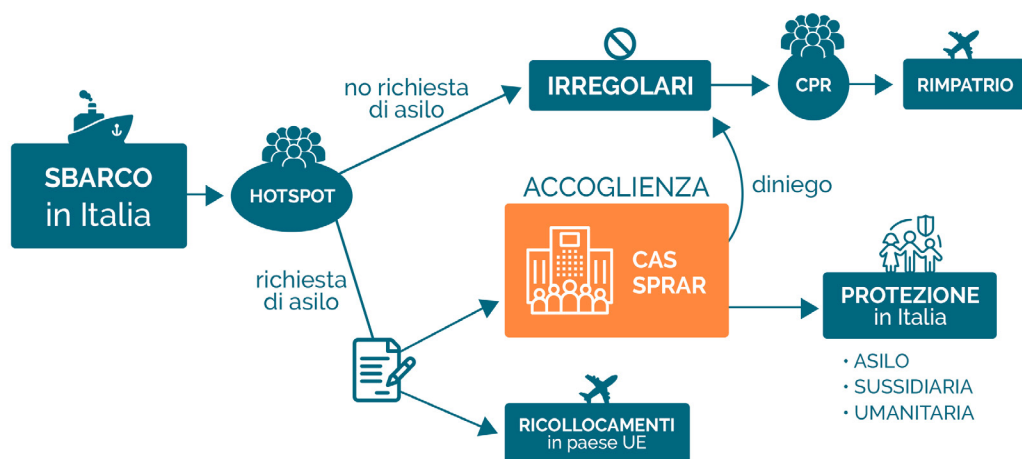 SBARCO
in Italia
HOTSPOT
no richiesta
di asilo
IRREGOLARI
CPR
RIMPATRIO
richiesta
di asilo
ACCOGLIENZA
CAS
SPRAR
diniego
PROTEZIONE
in Italia
• ASILO
• SUSSIDIARIA
• UMANITARIA
RICOLLOCAMENTI
in paese UE